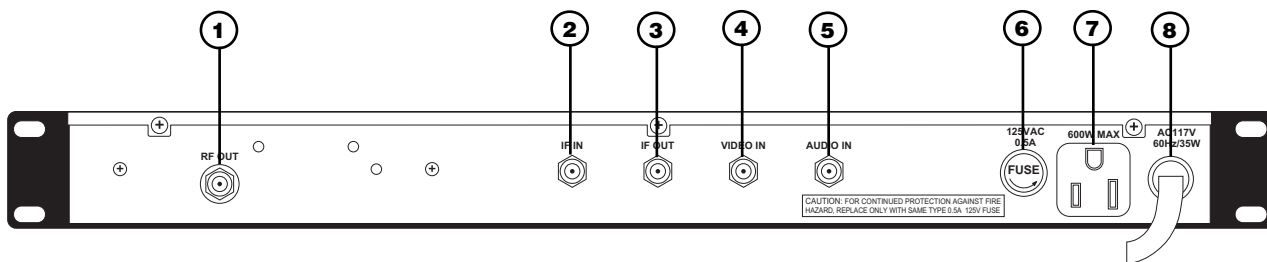 1 2 3 4 5 6 7 8
125VAC
0.5A
600W MAX
AC117V
60Hz/35W
RF OUT
IF IN
IF OUT
VIDEO IN
AUDIO IN
FUSE
CAUTION: FOR CONTINUED PROTECTION AGAINST FIRE
HAZARD, REPLACE ONLY WITH SAME TYPE 0.5A 125V FUSE